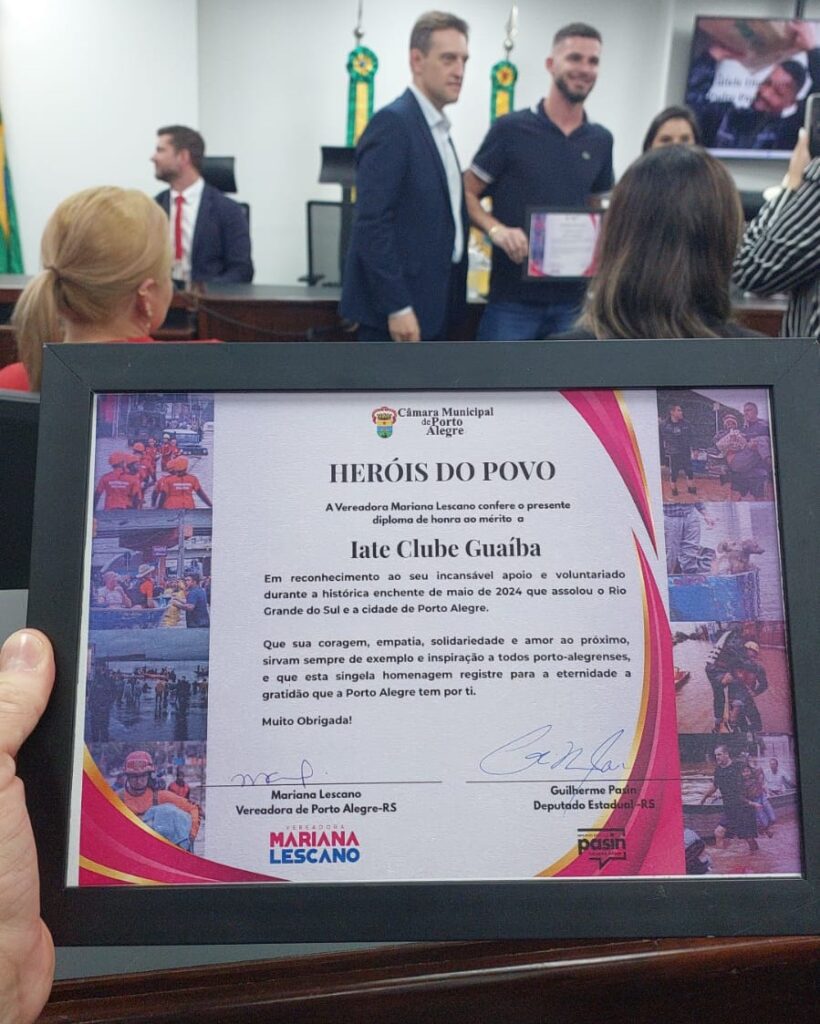 Câmara Municipal
de Porto
Alegre
HERÓIS DO POVO
A Vereadora Mariana Lescano confere o presente
diploma de honra ao mérito a
Iate Clube Guaíba
Em reconhecimento ao seu incansável apoio e voluntariado
durante a histórica enchente de maio de 2024 que assolou o Rio
Grande do Sul e a cidade de Porto Alegre.
Que sua coragem, empatia, solidariedade e amor ao próximo,
sirvam sempre de exemplo e inspiração a todos porto-alegrenses,
e que esta singela homenagem registre para a eternidade a
gratidão que a Porto Alegre tem por ti.
Muito Obrigada!
Mariana Lescano
Vereadora de Porto Alegre-RS
Guilherme Pasin
Deputado Estadual -RS
VEREADORA
MARIANA
LESCANO
pasin